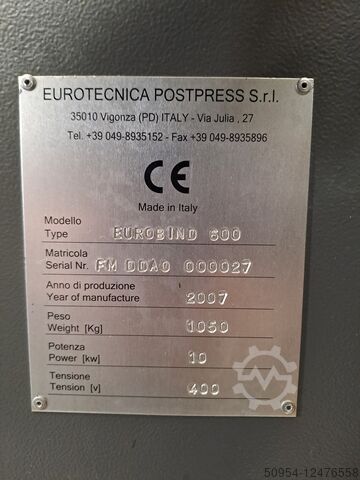 EUROTECNICA POSTPRESS S.r.l.
35010 Vigonza (PD) ITALY - Via Julia , 27
Tel. +39 049-8935152 - Fax +39 049-8935896
CE
Made in Italy
Modello
Type EUROBIND 600
Matricola
Serial Nr. FM DDA0 000027
Anno di produzione
Year of manufacture 2007
Peso
Weight [Kg] 1050
Potenza
Power [kw] 10
Tensione
Tension [v] 400
50954-12476558